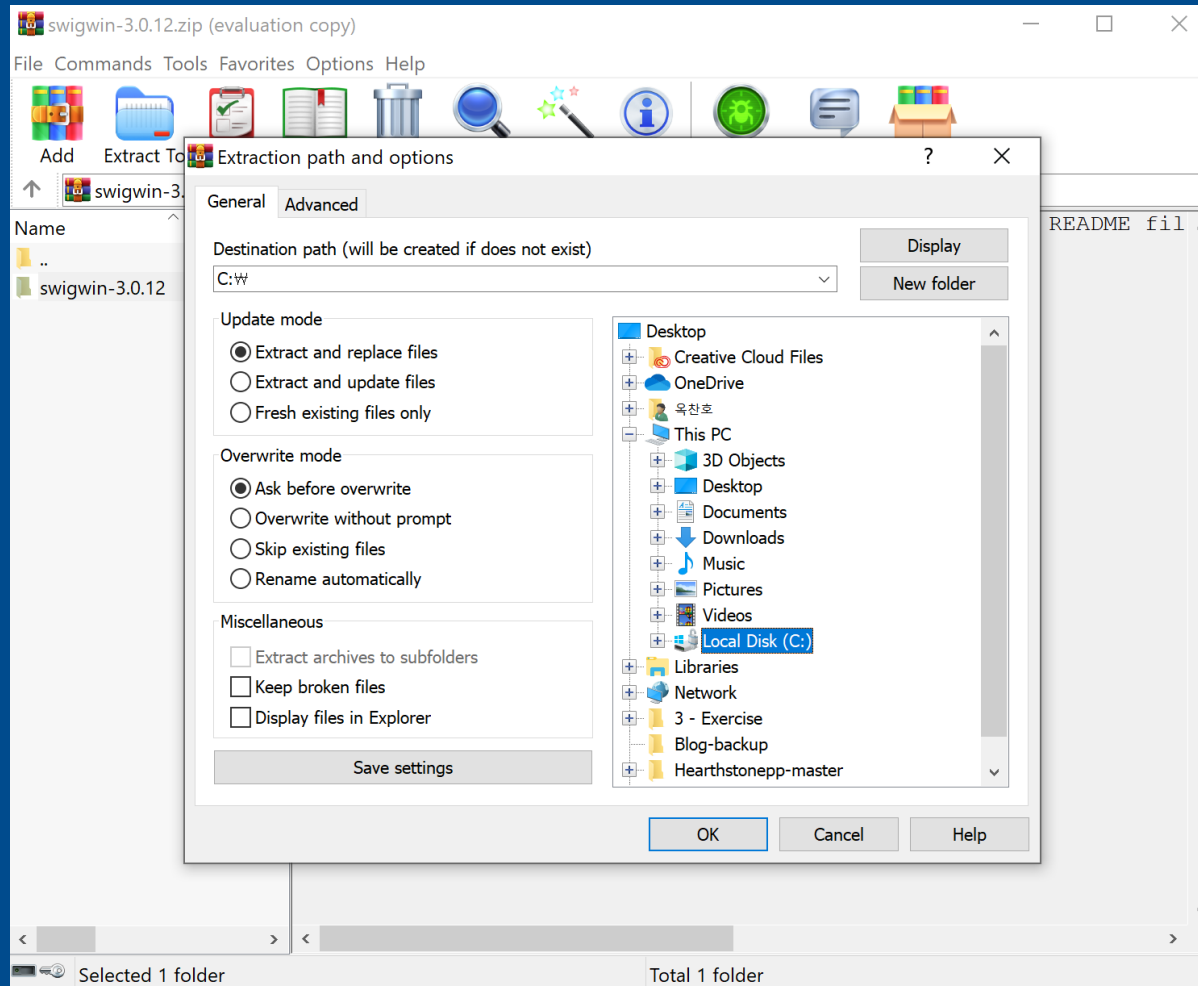 swigwin-3.0.12.zip (evaluation copy)
File Commands Tools Favorites Options Help
Add Extract To
swigwin-3.
Name
..
swigwin-3.0.12
README fil
Extraction path and options
?
General Advanced
Destination path (will be created if does not exist)
C:₩
Display
New folder
Update mode
Extract and replace files
Extract and update files
Fresh existing files only
Overwrite mode
Ask before overwrite
Overwrite without prompt
Skip existing files
Rename automatically
Miscellaneous
Extract archives to subfolders
Keep broken files
Display files in Explorer
Save settings
Desktop
Creative Cloud Files
OneDrive
옥찬호
This PC
3D Objects
Desktop
Documents
Downloads
Music
Pictures
Videos
Local Disk (C:)
Libraries
Network
3 - Exercise
Blog-backup
Hearthstonepp-master
OK Cancel Help
Selected 1 folder
Total 1 folder